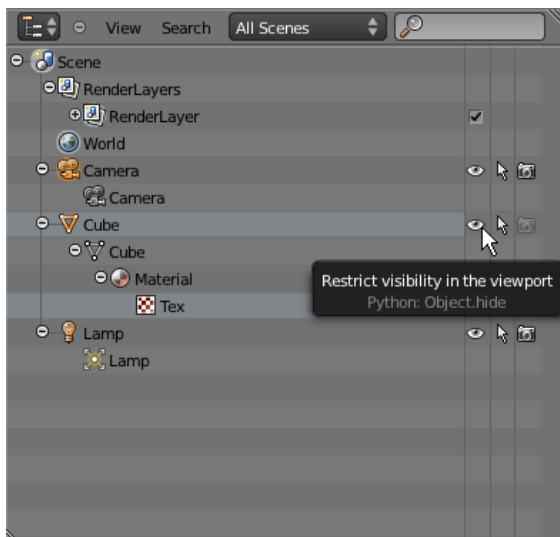 View Search All Scenes
Scene
RenderLayers
RenderLayer
World
Camera
Camera
Cube
Cube
Material
Restrict visibility in the viewport
Python: Object.hide
Tex
Lamp
Lamp